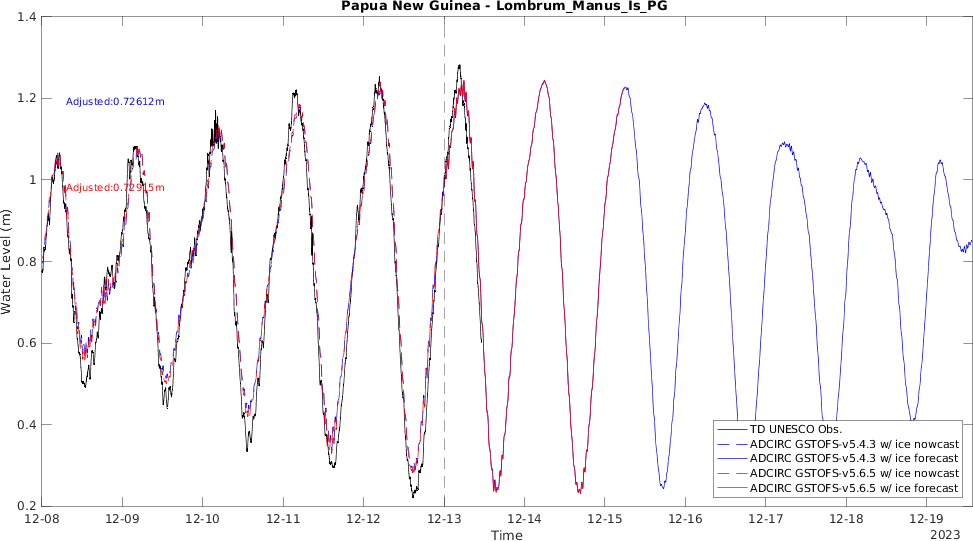 Papua New Guinea - Lombrum_Manus_Is_PG
1.4
1.2
1
0.8
0.6
0.4
0.2
Water Level (m)
Adjusted:0.72612m
Adjusted:0.72915m
TD UNESCO Obs.
ADCIRC GSTOFS-v5.4.3 w/ ice nowcast
ADCIRC GSTOFS-v5.4.3 w/ ice forecast
ADCIRC GSTOFS-v5.6.5 w/ ice nowcast
ADCIRC GSTOFS-v5.6.5 w/ ice forecast
12-08 12-09 12-10 12-11 12-12 12-13 12-14 12-15 12-16 12-17 12-18 12-19
Time
2023